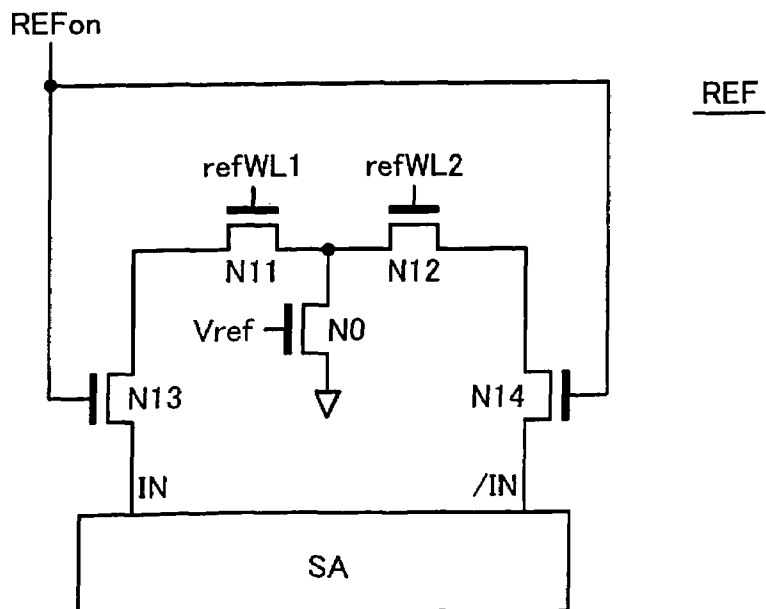 REFon
REF
refWL1
refWL2
N11
N12
Vref
N0
N13
N14
IN
/IN
SA